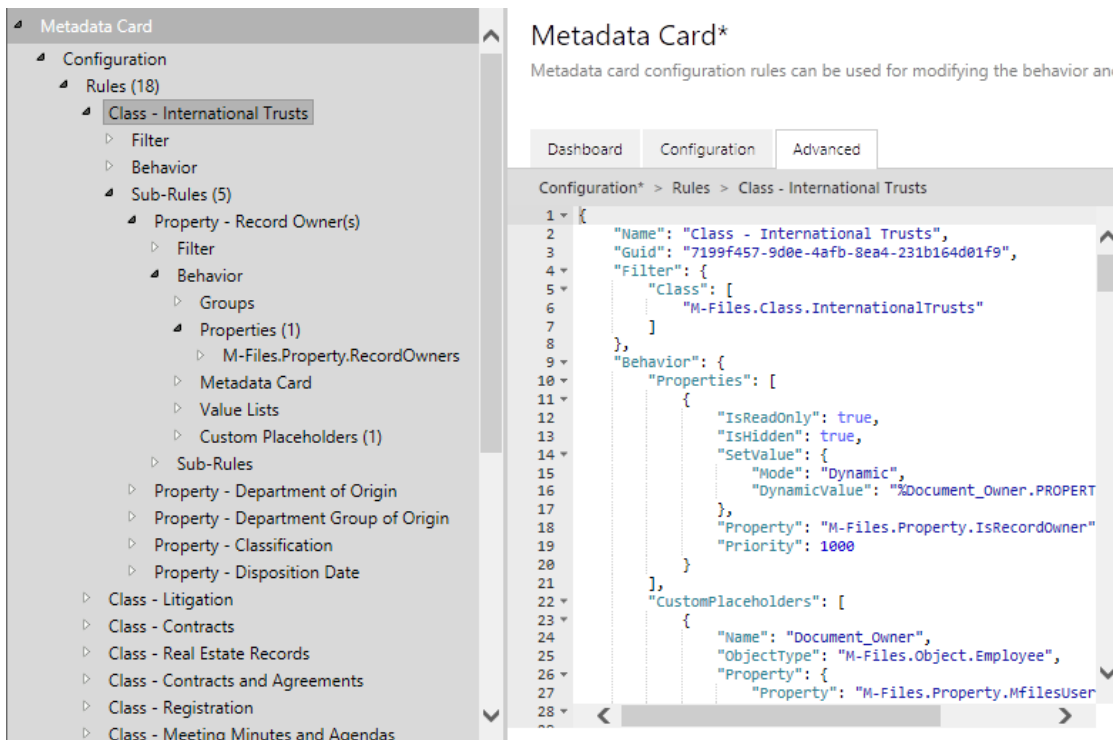 Metadata Card
Configuration
Rules (18)
Class - International Trusts
Filter
Behavior
Sub-Rules (5)
Property - Record Owner(s)
Filter
Behavior
Groups
Properties (1)
M-Files.Property.RecordOwners
Metadata Card
Value Lists
Custom Placeholders (1)
Sub-Rules
Property - Department of Origin
Property - Department Group of Origin
Property - Classification
Property - Disposition Date
Class - Litigation
Class - Contracts
Class - Real Estate Records
Class - Contracts and Agreements
Class - Registration
Class - Meeting Minutes and Agendas
Metadata Card*
Metadata card configuration rules can be used for modifying the behavior and
Dashboard Configuration Advanced
Configuration* > Rules > Class - International Trusts
1 {
2 "Name": "Class - International Trusts",
3 "Guid": "7199f457-9d0e-4afb-8ea4-231b164d01f9",
4 "Filter": {
5 "Class": [
6 "M-Files.Class.InternationalTrusts"
7 ]
8 },
9 "Behavior": {
10 "Properties": [
11 {
12 "IsReadOnly": true,
13 "IsHidden": true,
14 "SetValue": {
15 "Mode": "Dynamic",
16 "DynamicValue": "%Document_Owner.PROPERT
17 },
18 "Property": "M-Files.Property.IsRecordOwner"
19 "Priority": 1000
20 }
21 ],
22 "CustomPlaceholders": [
23 {
24 "Name": "Document_Owner",
25 "ObjectType": "M-Files.Object.Employee",
26 "Property": {
27 "Property": "M-Files.Property.MfilesUser
28